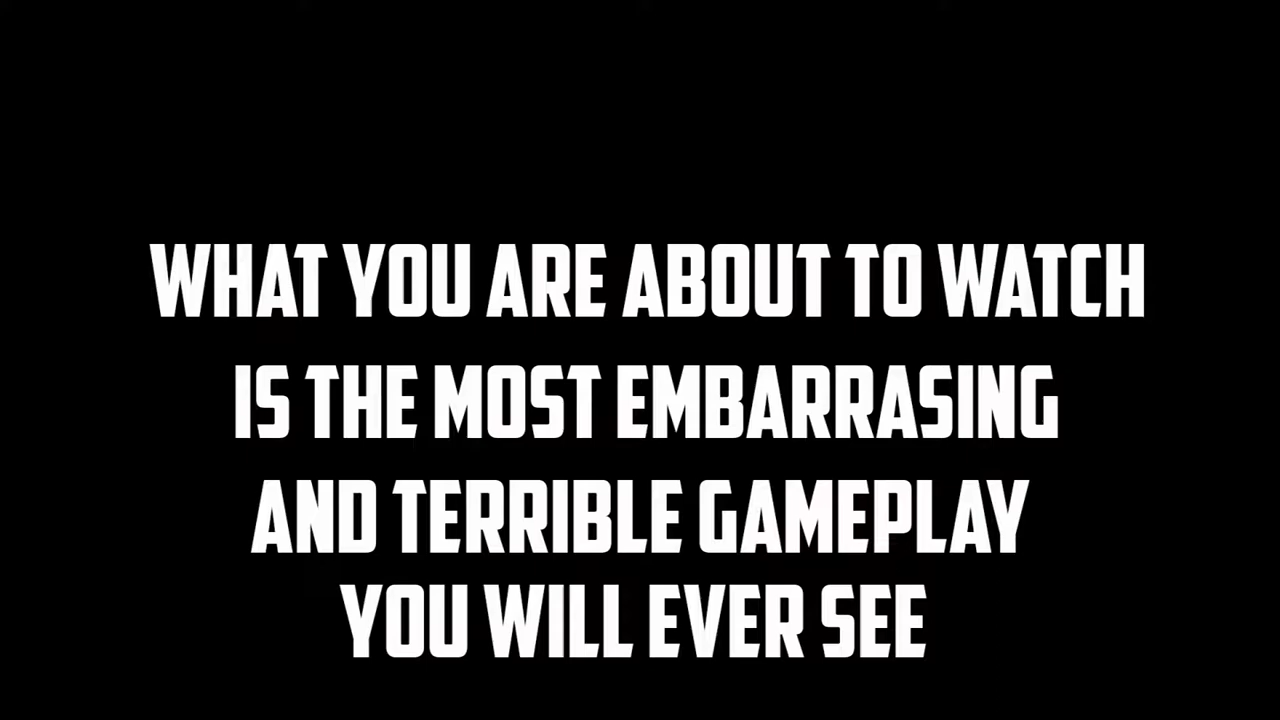 WHAT YOU ARE ABOUT TO WATCH
IS THE MOST EMBARRASING
AND TERRIBLE GAMEPLAY
YOU WILL EVER SEE